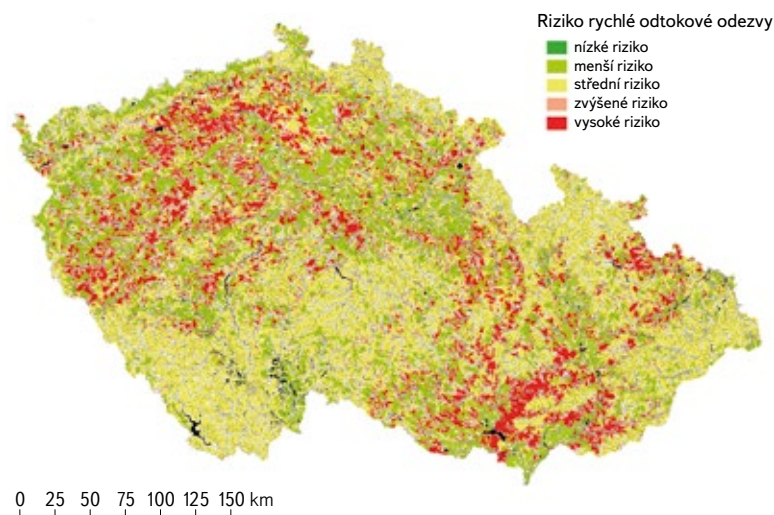 Riziko rychlé odtokové odezvy
nízké riziko
menší riziko
střední riziko
zvýšené riziko
vysoké riziko
0 25 50 75 100 125 150 km